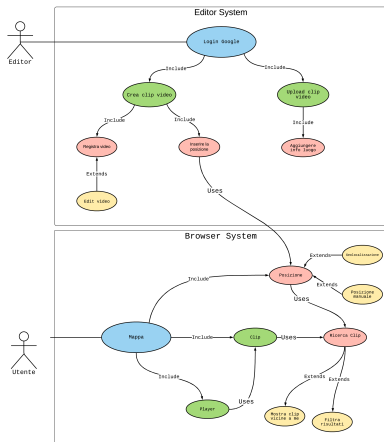 Editor System
Login Google
Editor
Include
Include
Crea clip video
Upload clip
video
Include
Include
Include
Registra video
Inserire la
posizione
Aggiungere
info luogo
Extends
Uses
Edit video
Browser System
Extends
Geolocalizzazione
Posizione
Include
Extends
Posizione
manuale
Uses
Utente
Mappa
Include
Clip
Uses
Ricerca Clip
Include
Extends
Extends
Uses
Player
Mostra clip
vicine a me
Filtra
risultati